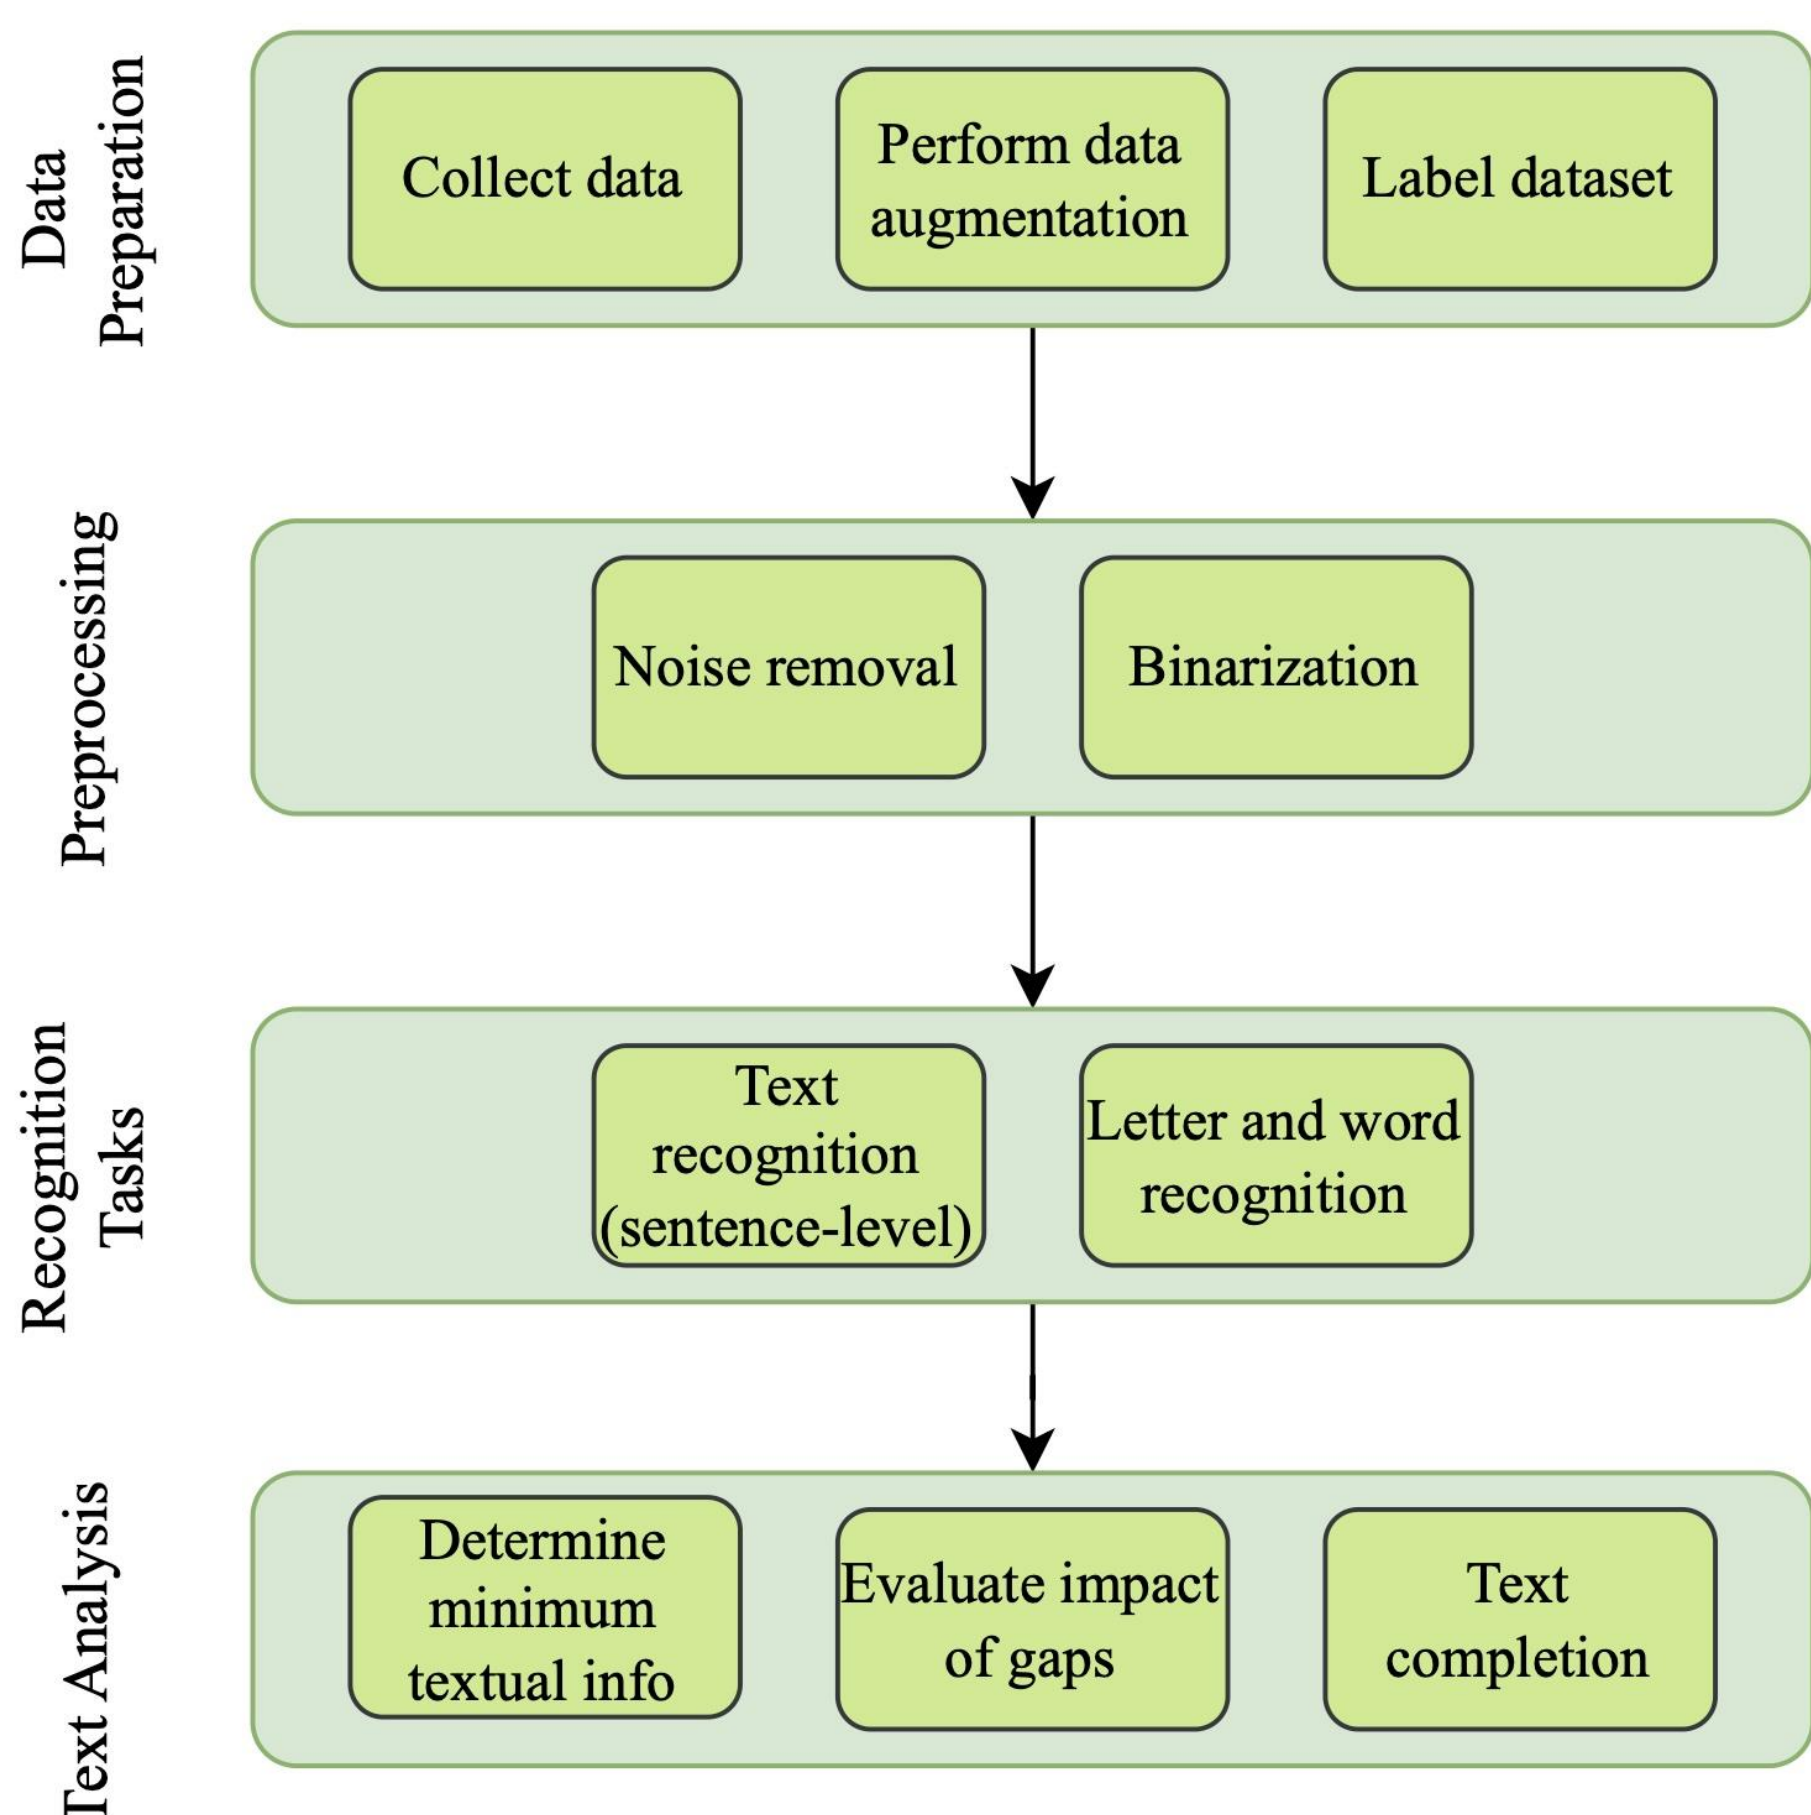 Data
Preparation
Collect data
Perform data
augmentation
Label dataset
Preprocessing
Noise removal
Binarization
Recognition
Tasks
Text
recognition
(sentence-level)
Letter and word
recognition
Text Analysis
Determine
minimum
textual info
Evaluate impact
of gaps
Text
completion